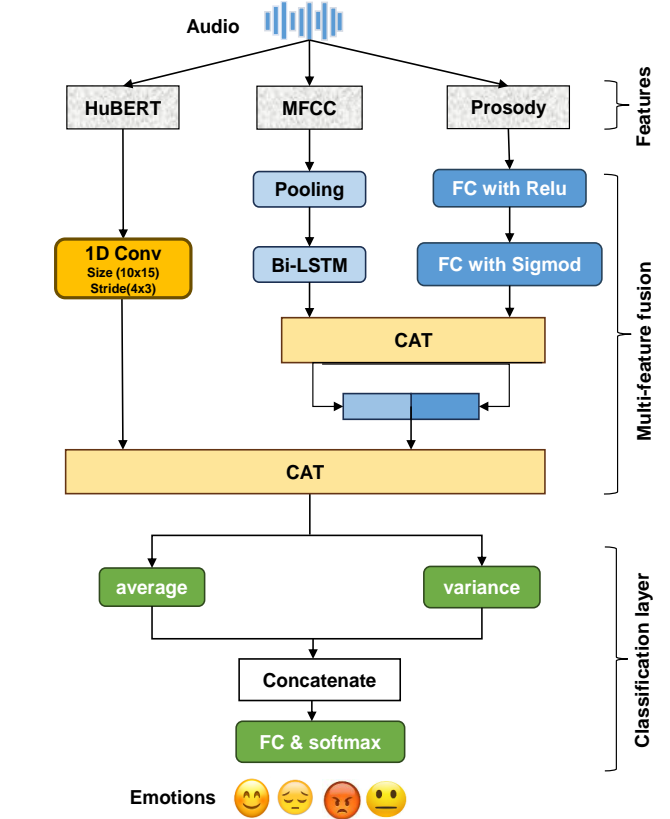 Audio
HuBERT
MFCC
Prosody
Features
Pooling
FC with Relu
1D Conv
Size (10x15)
Stride(4x3)
Bi-LSTM
FC with Sigmod
CAT
Multi-feature fusion
CAT
average
variance
Classification layer
Concatenate
FC & softmax
Emotions